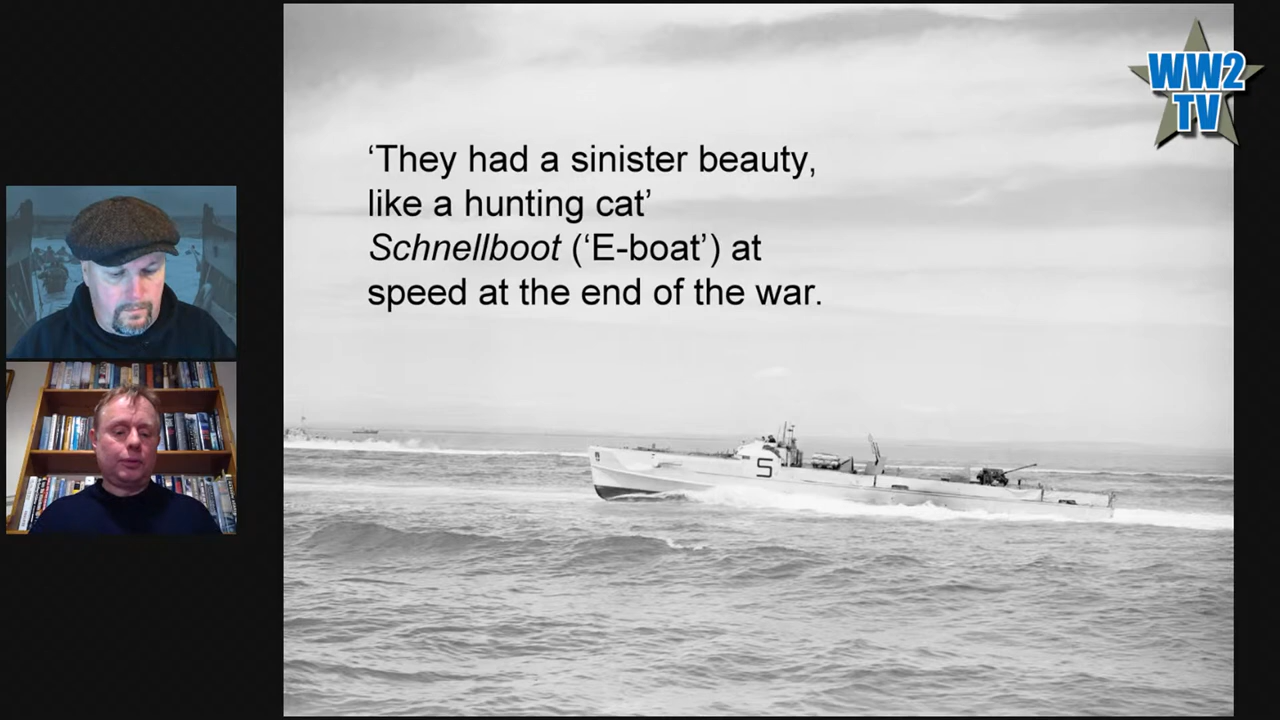 ‘They had a sinister beauty,
like a hunting cat’
Schnellboot (‘E-boat’) at
speed at the end of the war.
WW2
TV
S